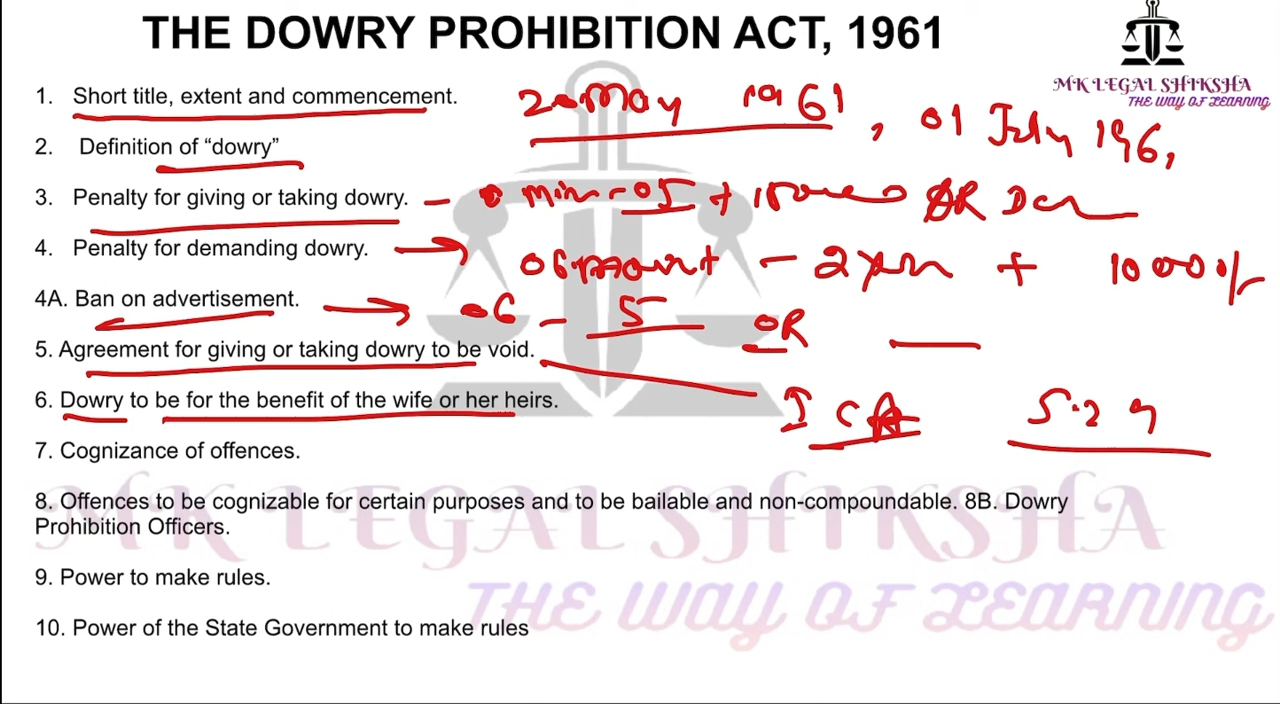 THE DOWRY PROHIBITION ACT, 1961
MK LEGAL SHIKSHA
THE WAY OF LEARNING
1. Short title, extent and commencement. 20 May 1961, 01 July 1961
2. Definition of “dowry”
3. Penalty for giving or taking dowry. – min – 05 + 15000 OR
4. Penalty for demanding dowry. 06 mount – 2 + 10000/-
4A. Ban on advertisement. 06 – 5 OR
5. Agreement for giving or taking dowry to be void.
6. Dowry to be for the benefit of the wife or her heirs. ICA S.29
7. Cognizance of offences.
8. Offences to be cognizable for certain purposes and to be bailable and non-compoundable. 8B. Dowry
Prohibition Officers.
MK LEGAL SHIKSHA
9. Power to make rules.
THE WAY OF LEARNING
10. Power of the State Government to make rules